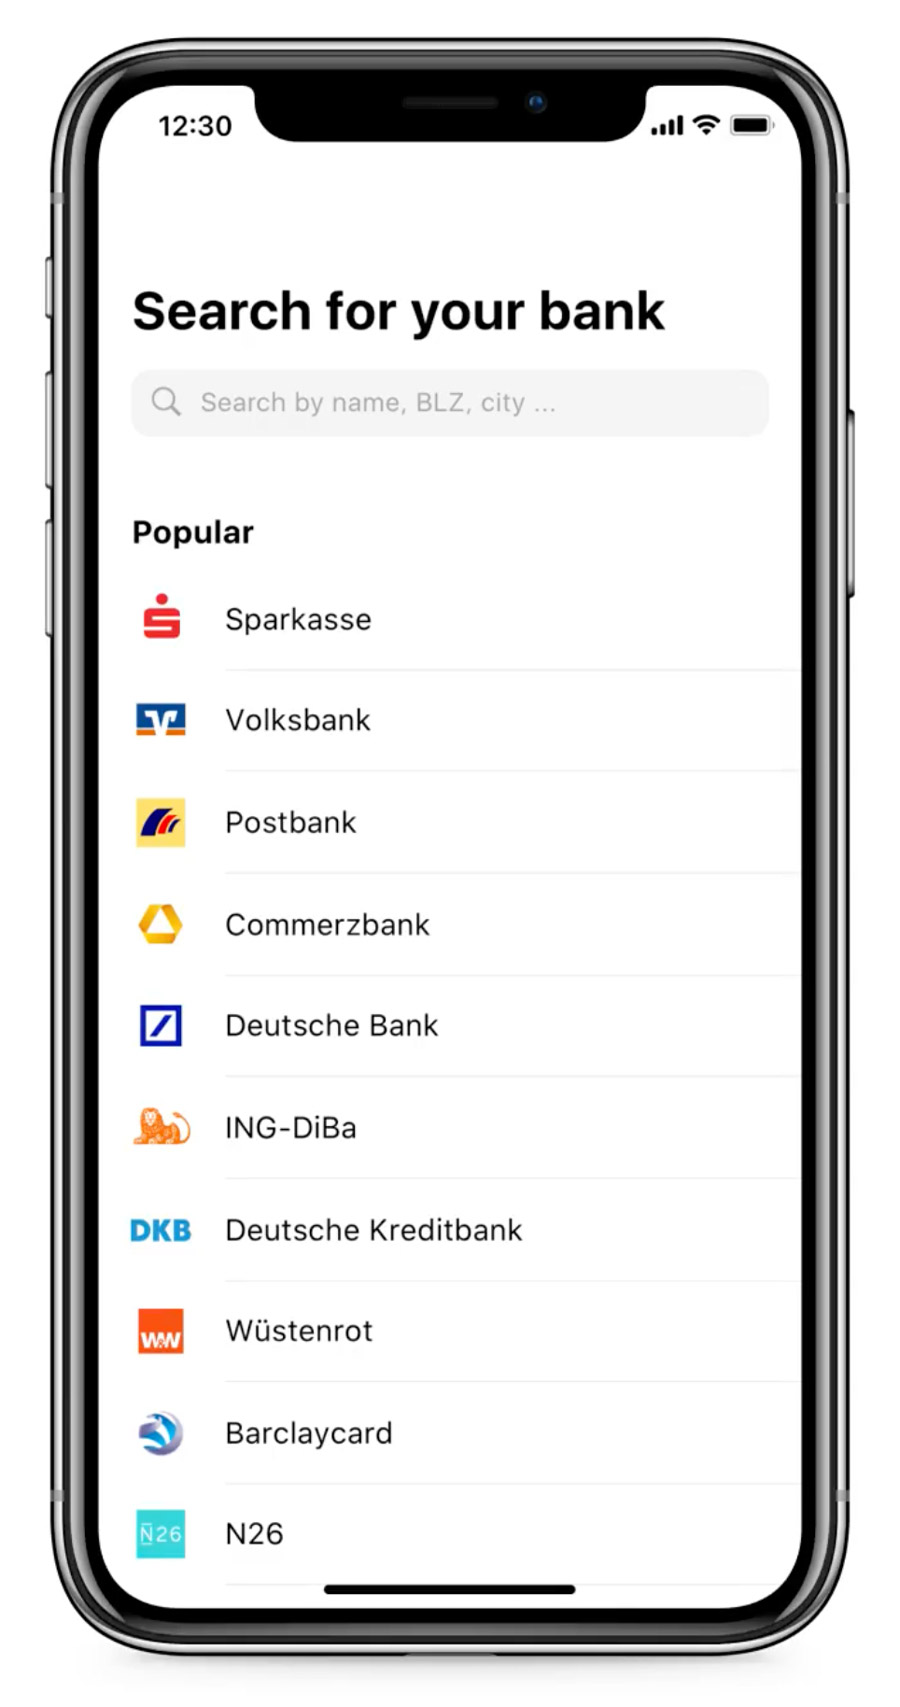 12:30
Search for your bank
Search by name, BLZ, city ...
Popular
Sparkasse
Volksbank
Postbank
Commerzbank
Deutsche Bank
ING-DiBa
DKB Deutsche Kreditbank
W&W Wüstenrot
Barclaycard
N26 N26